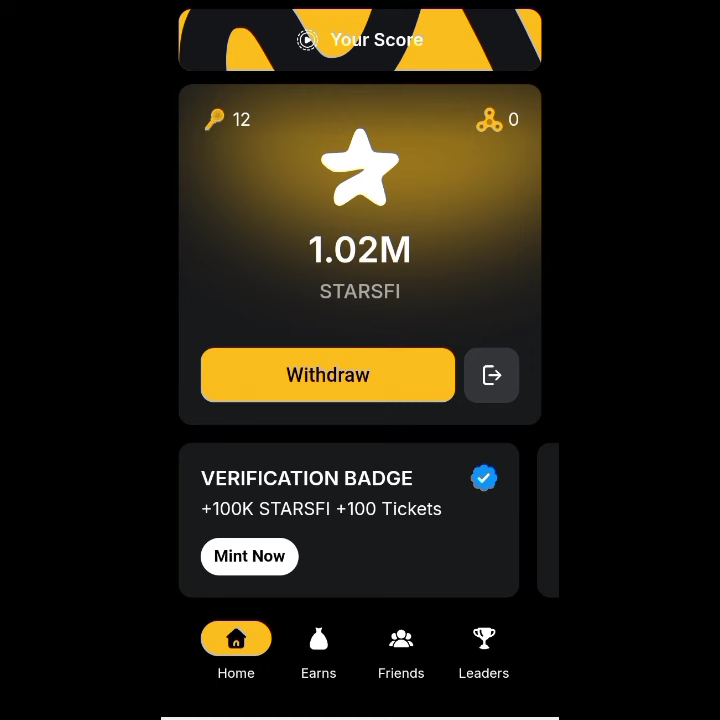 Your Score
12
0
1.02M
STARSFI
Withdraw
VERIFICATION BADGE
+100K STARSFI +100 Tickets
Mint Now
Home Earns Friends Leaders